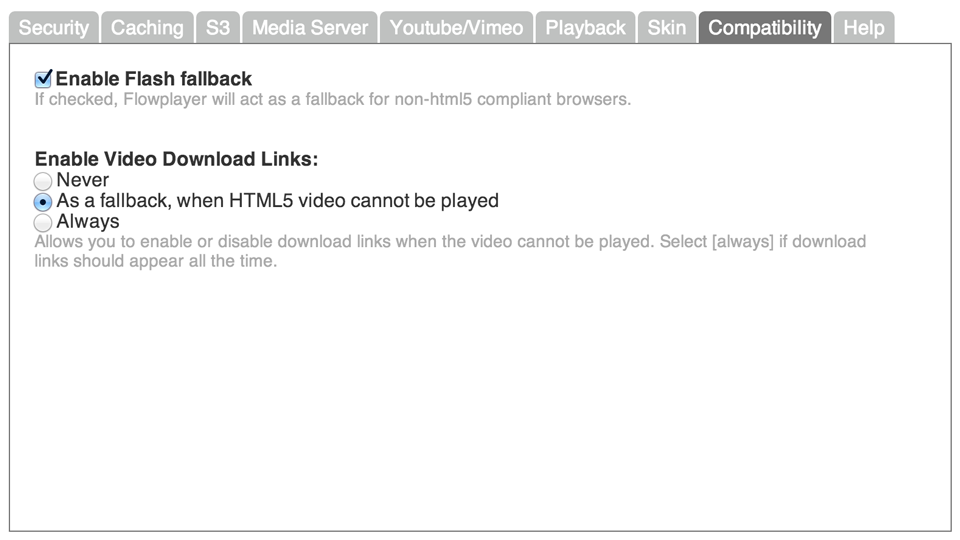 Security Caching S3 Media Server Youtube/Vimeo Playback Skin Compatibility Help
Enable Flash fallback
If checked, Flowplayer will act as a fallback for non-html5 compliant browsers.
Enable Video Download Links:
Never
As a fallback, when HTML5 video cannot be played
Always
Allows you to enable or disable download links when the video cannot be played. Select [always] if download
links should appear all the time.